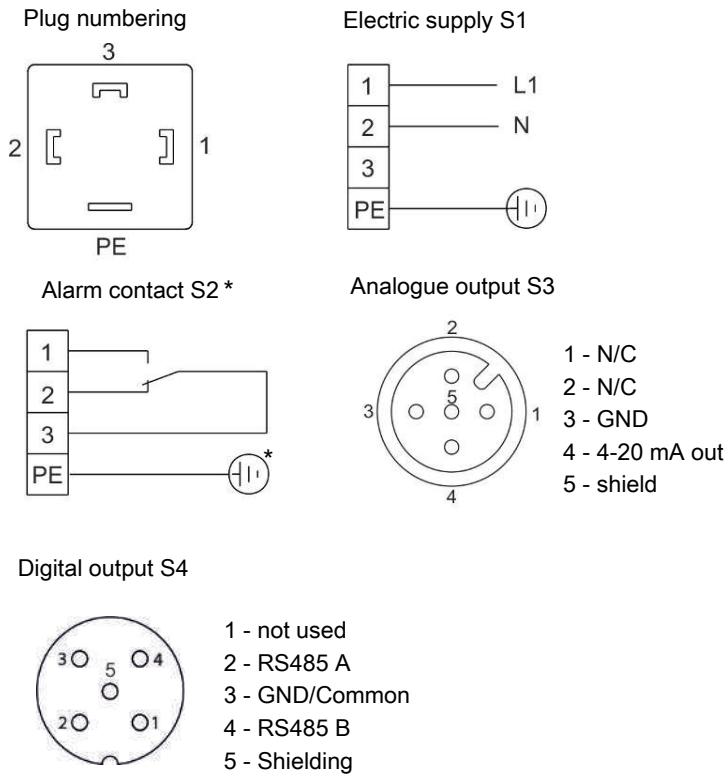 Plug numbering
3
2
1
PE
Electric supply S1
1 L1
2 N
3
PE
Alarm contact S2 *
1
2
3
PE *
Analogue output S3
2
3 5 1
4
1 - N/C
2 - N/C
3 - GND
4 - 4-20 mA out
5 - shield
Digital output S4
3 5 4
2 1
1 - not used
2 - RS485 A
3 - GND/Common
4 - RS485 B
5 - Shielding